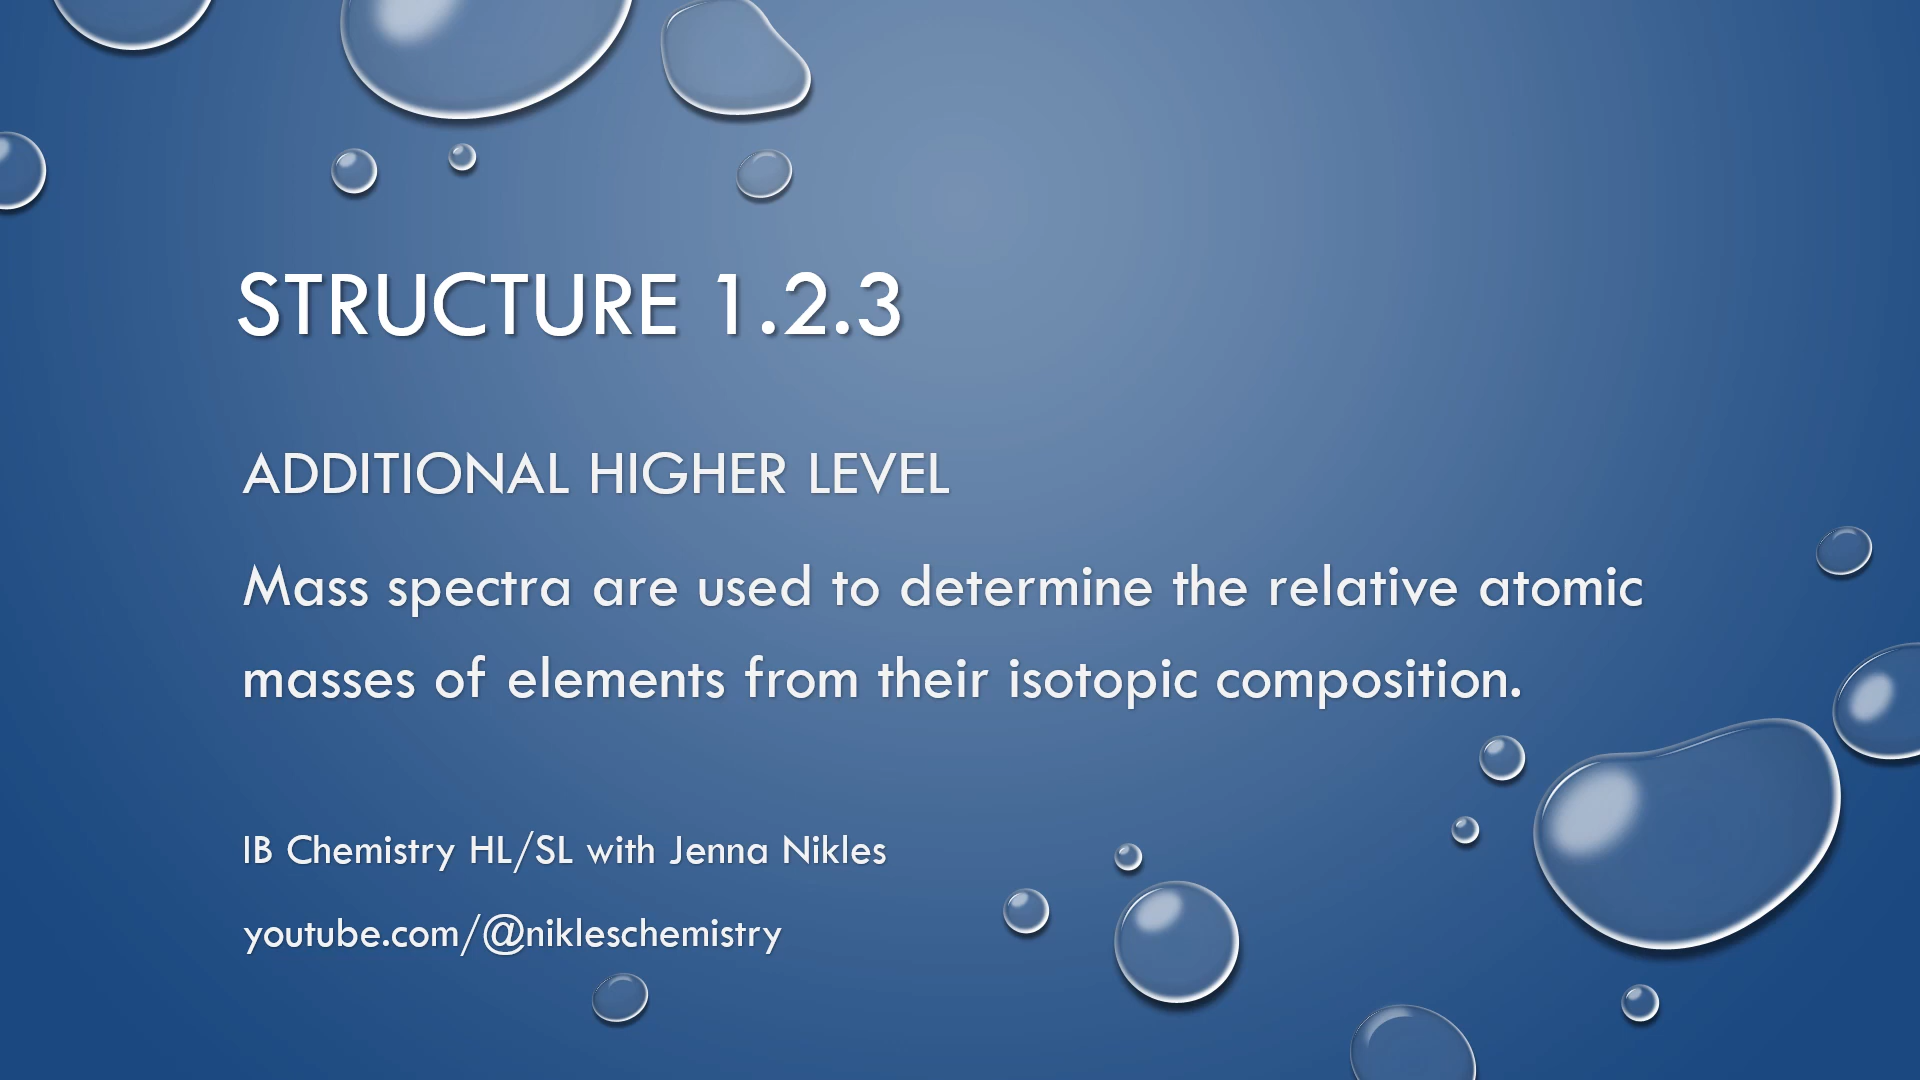 STRUCTURE 1.2.3
ADDITIONAL HIGHER LEVEL
Mass spectra are used to determine the relative atomic
masses of elements from their isotopic composition.
IB Chemistry HL/SL with Jenna Nikles
youtube.com/@nikleschemistry